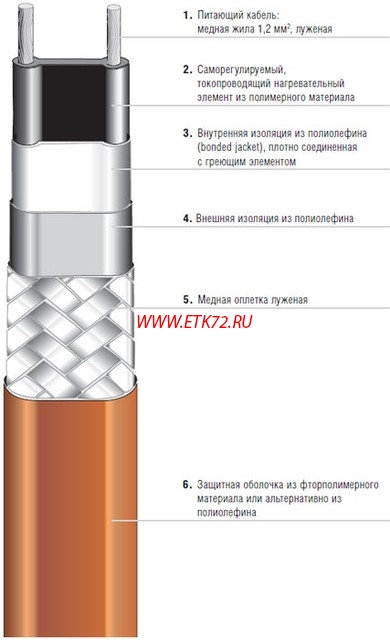 1. Питающий кабель:
медная жила 1,2 мм², луженая
2. Саморегулируемый,
токопроводящий нагревательный
элемент из полимерного материала
3. Внутренняя изоляция из полиолефина
(bonded jacket), плотно соединенная
с греющим элементом
4. Внешняя изоляция из полиолефина
5. Медная оплетка луженая
WWW.ETK72.RU
6. Защитная оболочка из фторполимерного
материала или альтернативно из
полиолефина